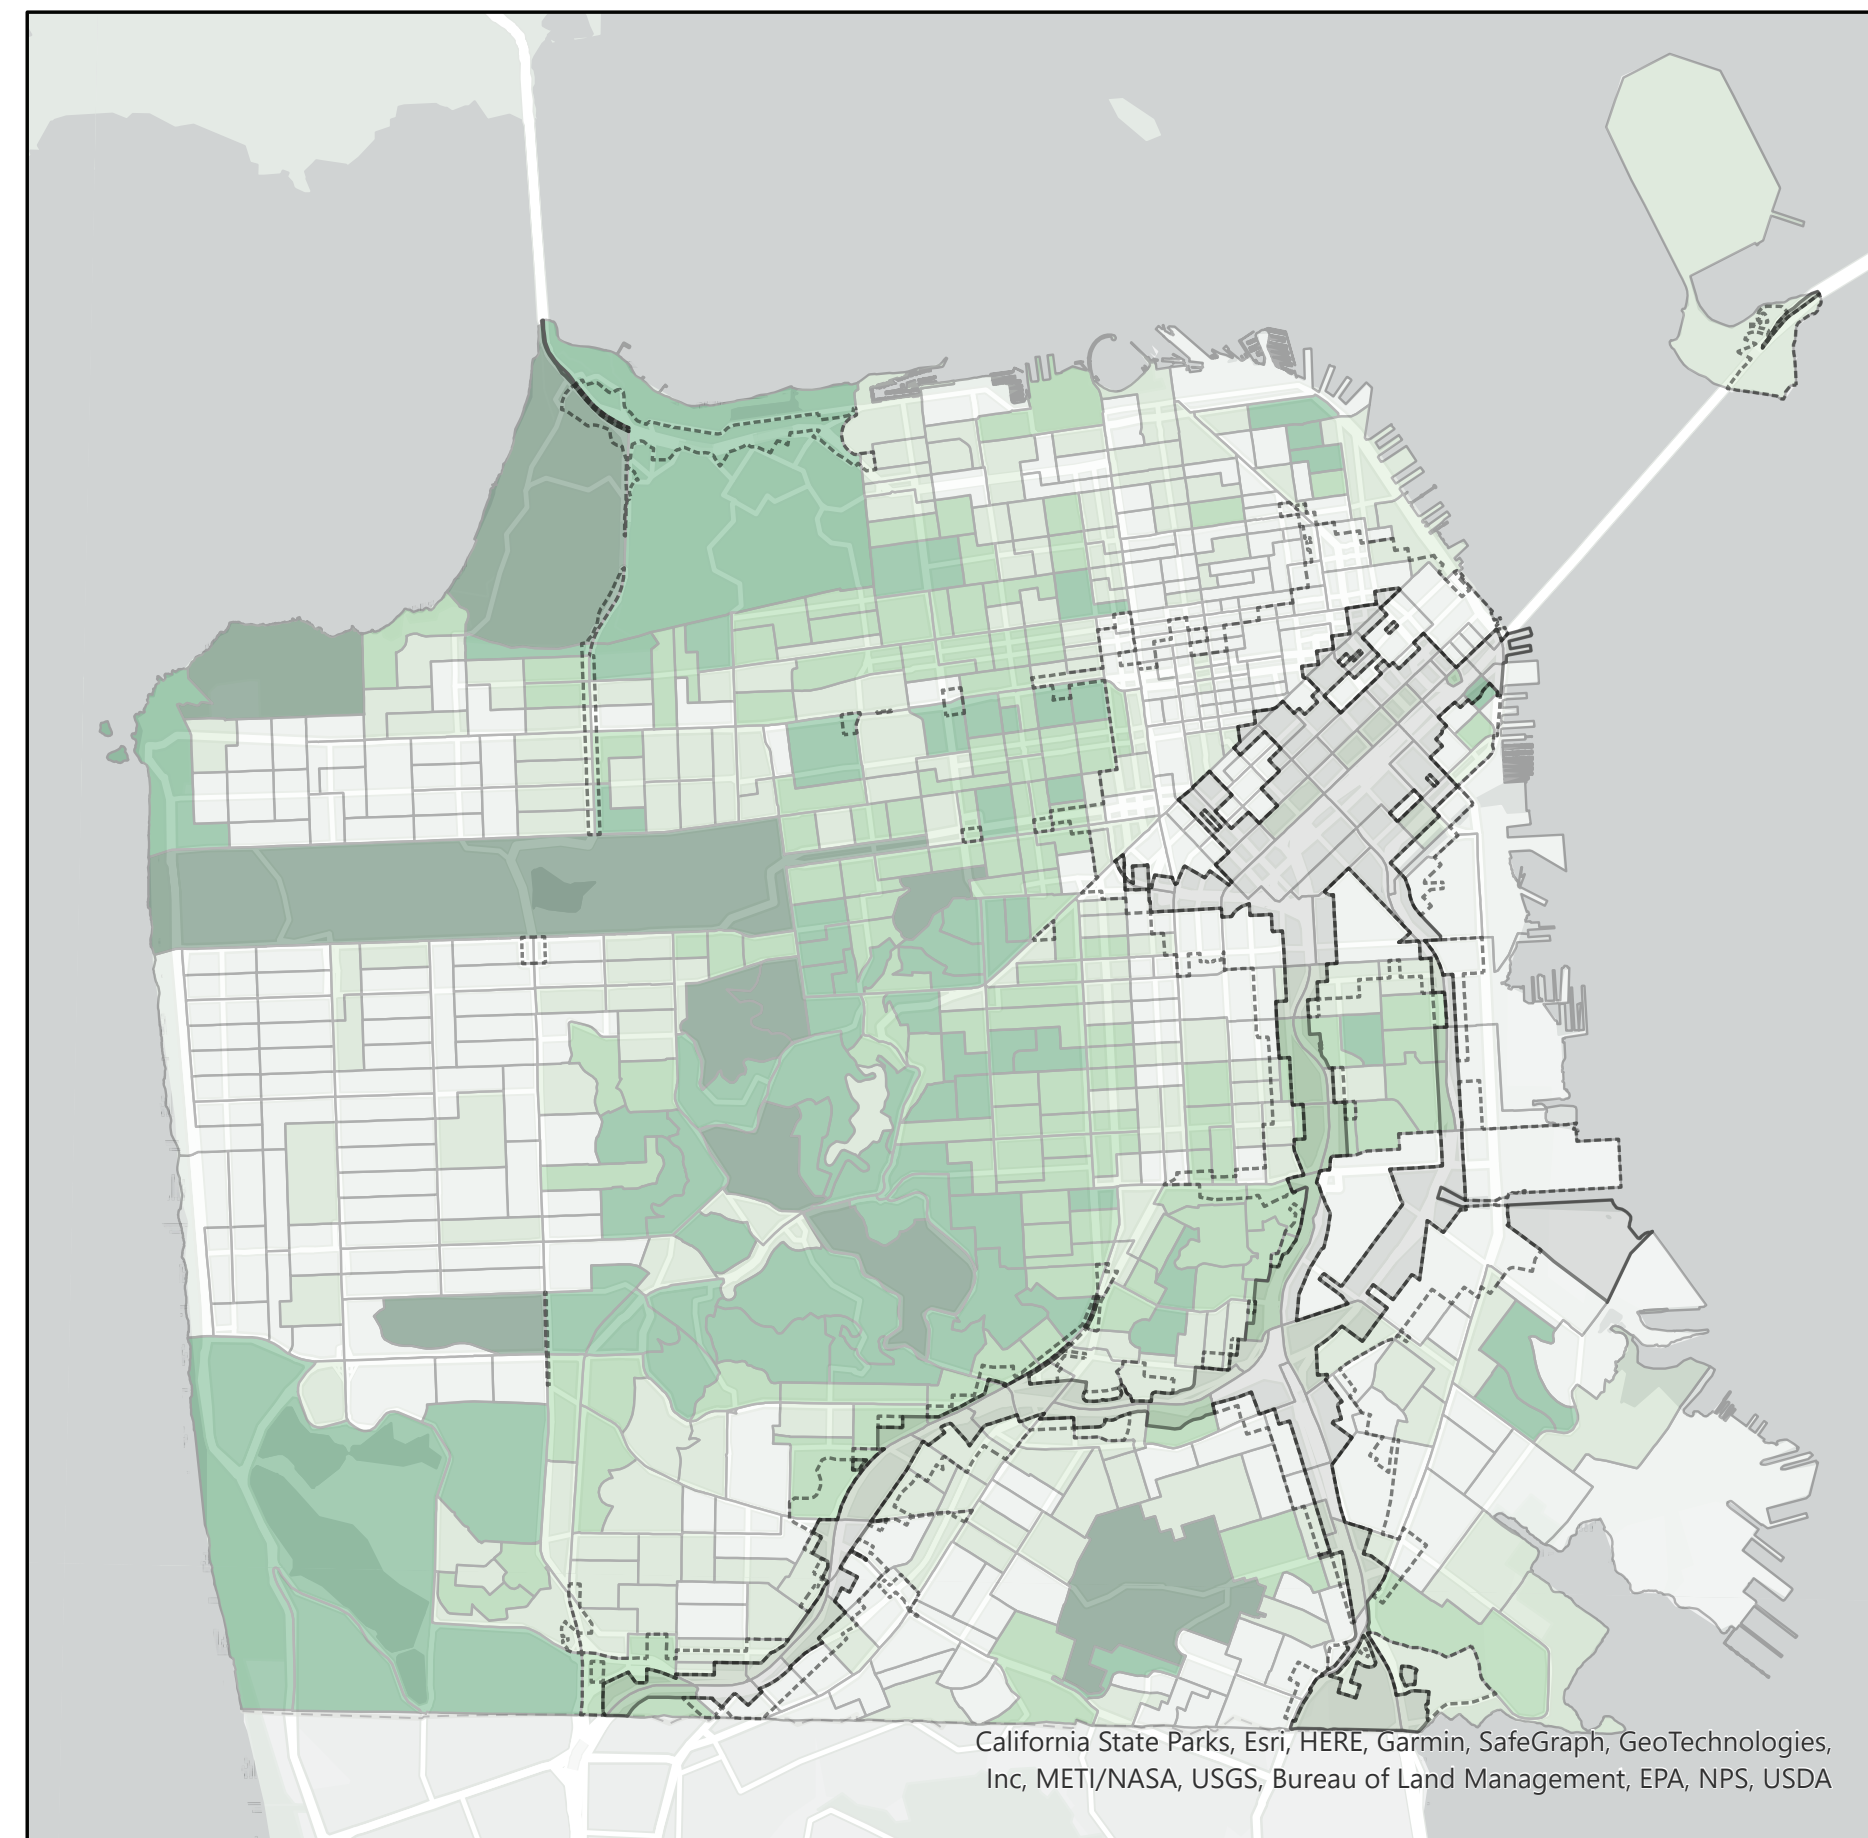 California State Parks, Esri, HERE, Garmin, SafeGraph, GeoTechnologies,
Inc, METI/NASA, USGS, Bureau of Land Management, EPA, NPS, USDA